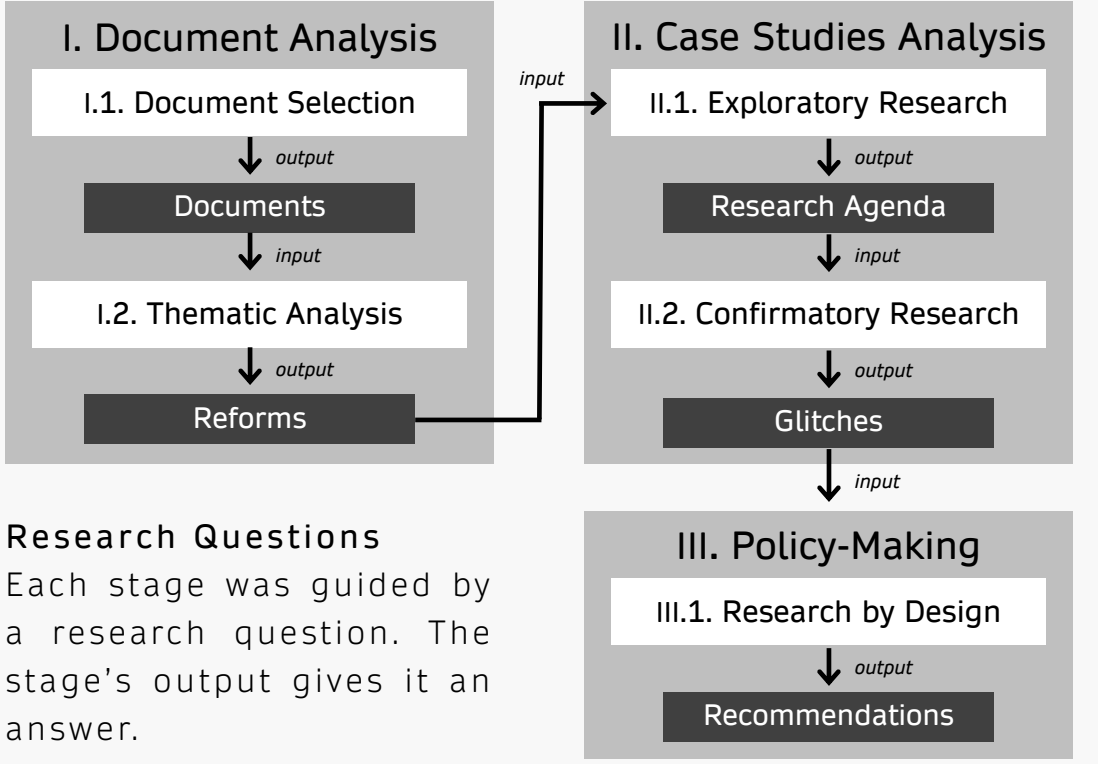 I. Document Analysis
I.1. Document Selection
output
Documents
input
I.2. Thematic Analysis
output
Reforms
input
II. Case Studies Analysis
II.1. Exploratory Research
output
Research Agenda
input
II.2. Confirmatory Research
output
Glitches
input
III. Policy-Making
III.1. Research by Design
output
Recommendations
Research Questions
Each stage was guided by
a research question. The
stage's output gives it an
answer.